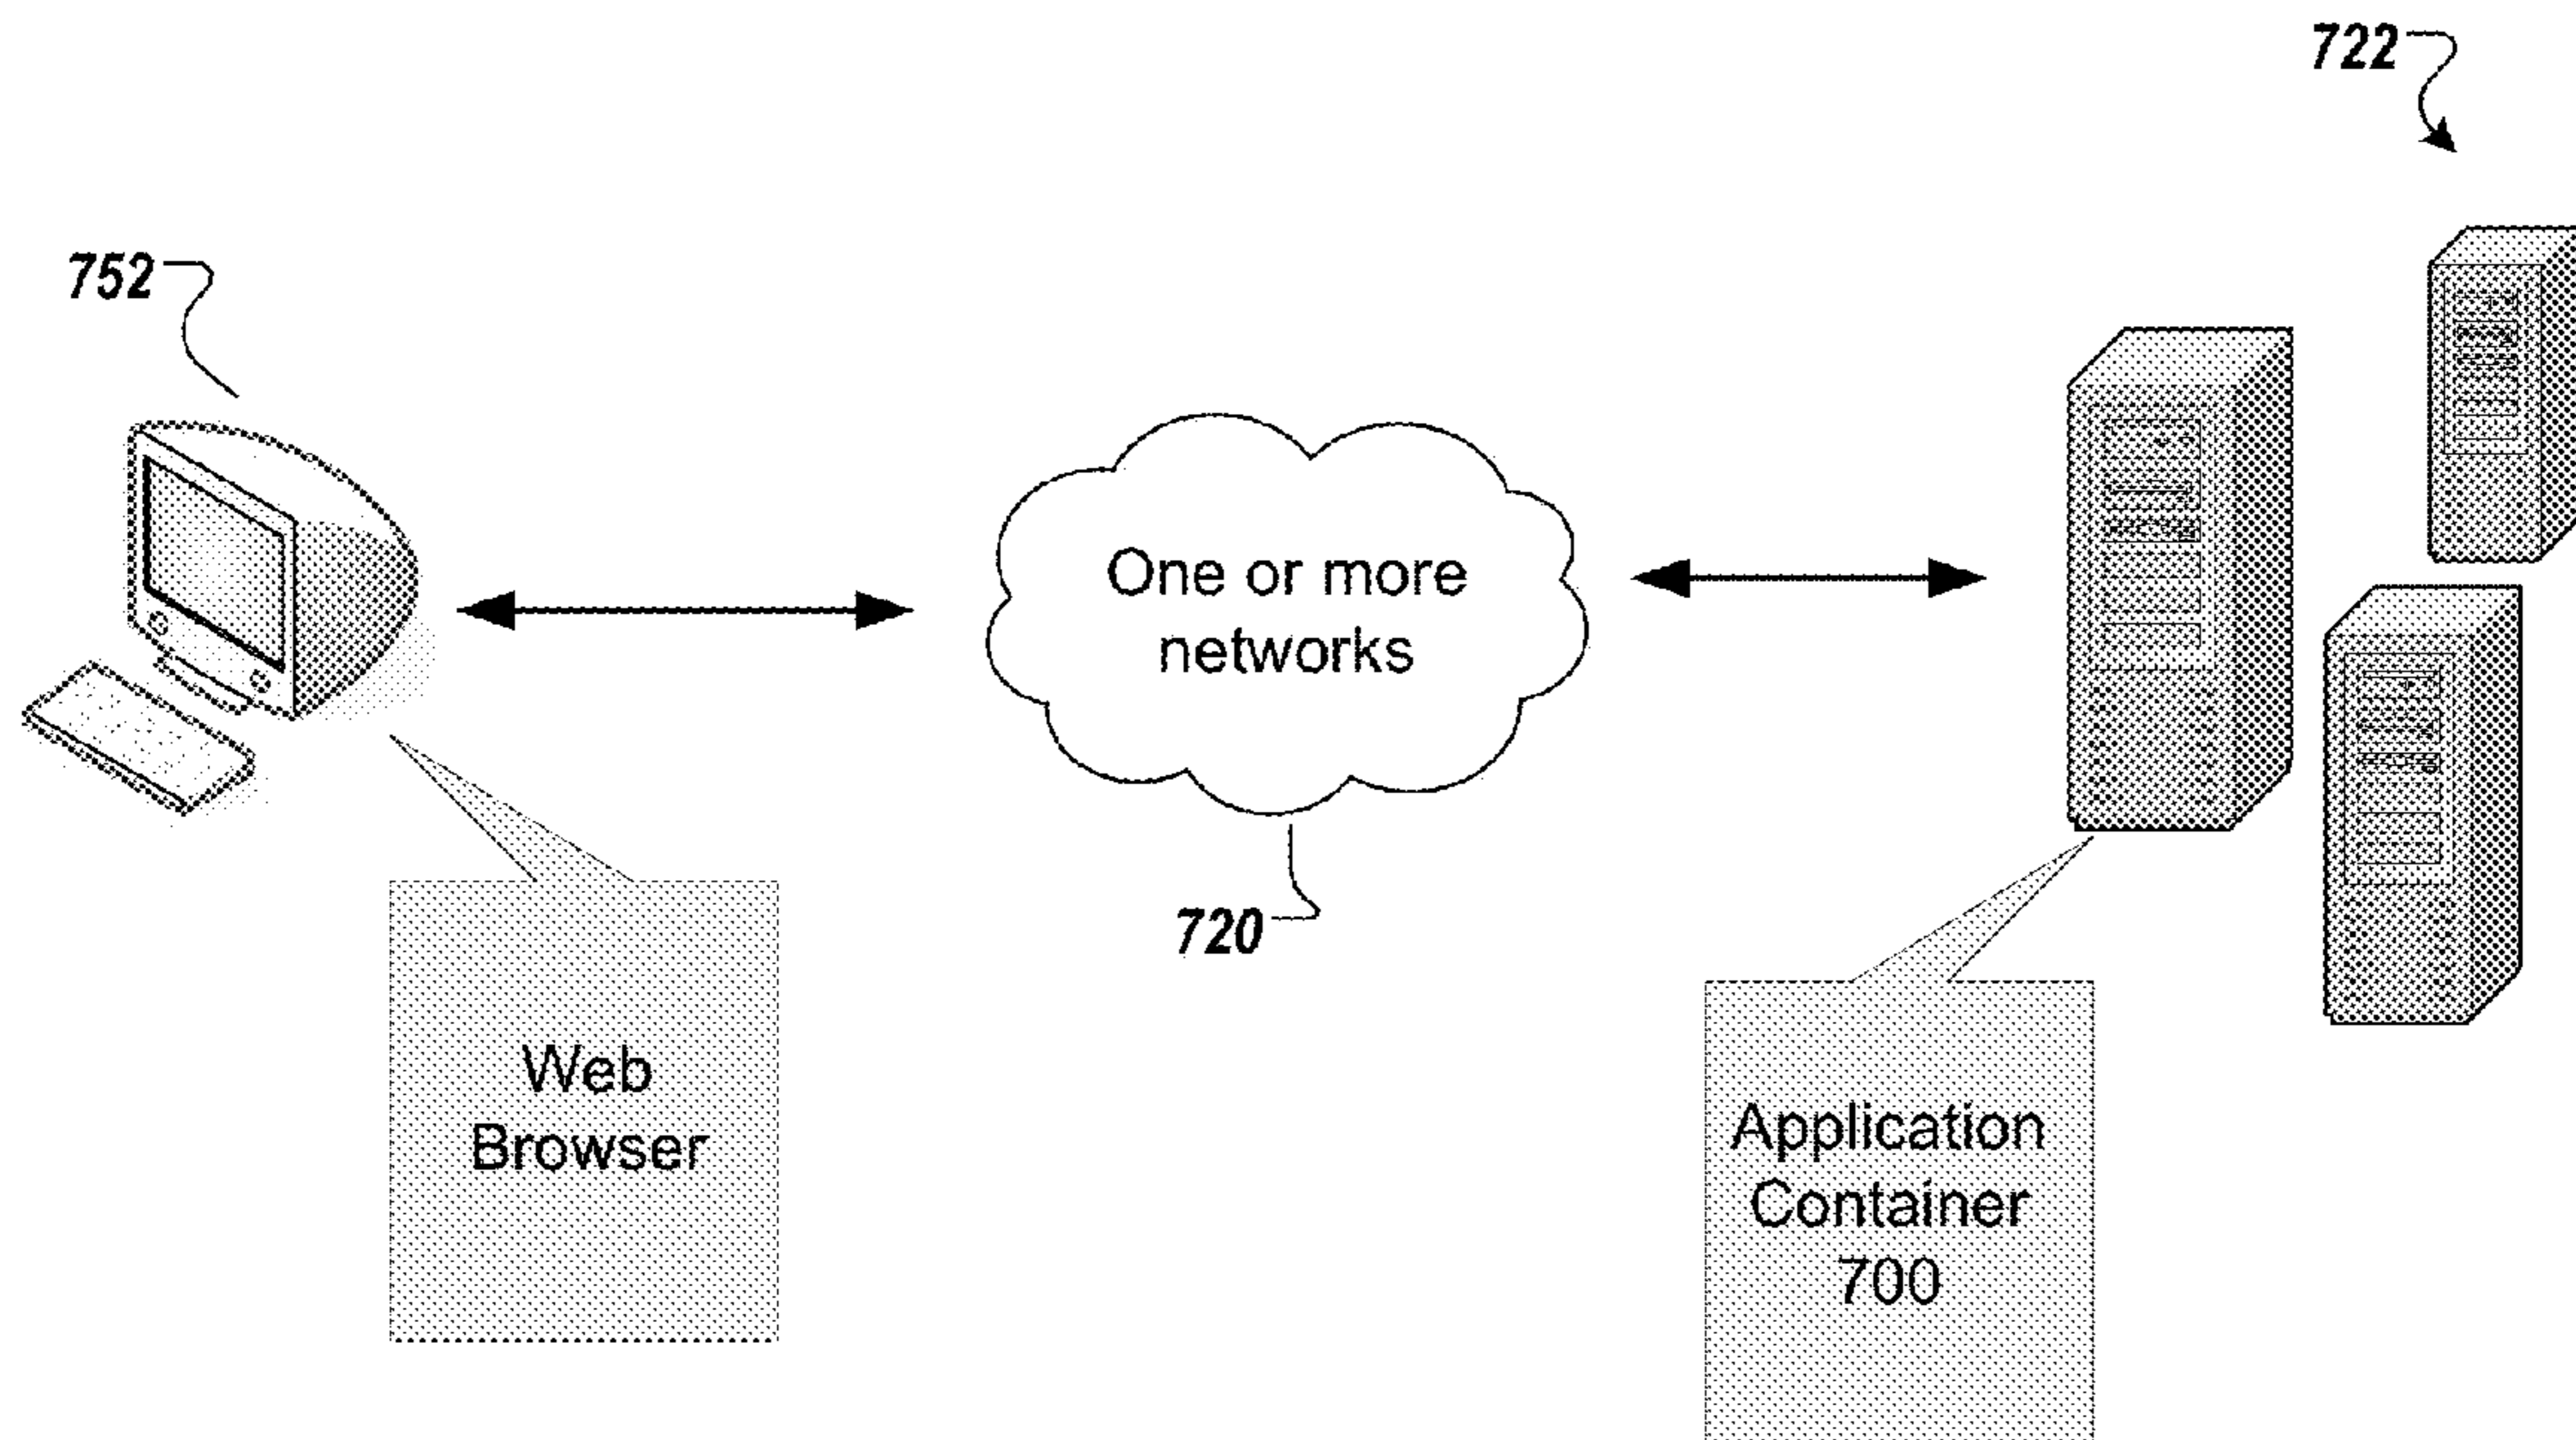 722
752
One or more
networks
720
Web
Browser
Application
Container
700